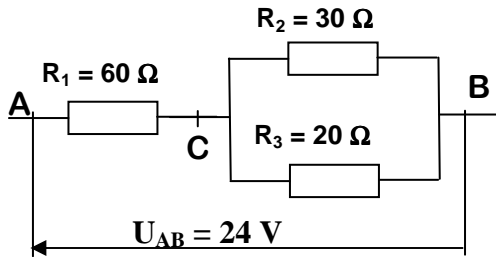 R₂ = 30 Ω
R₁ = 60 Ω
A
B
C
R₃ = 20 Ω
U_AB = 24 V